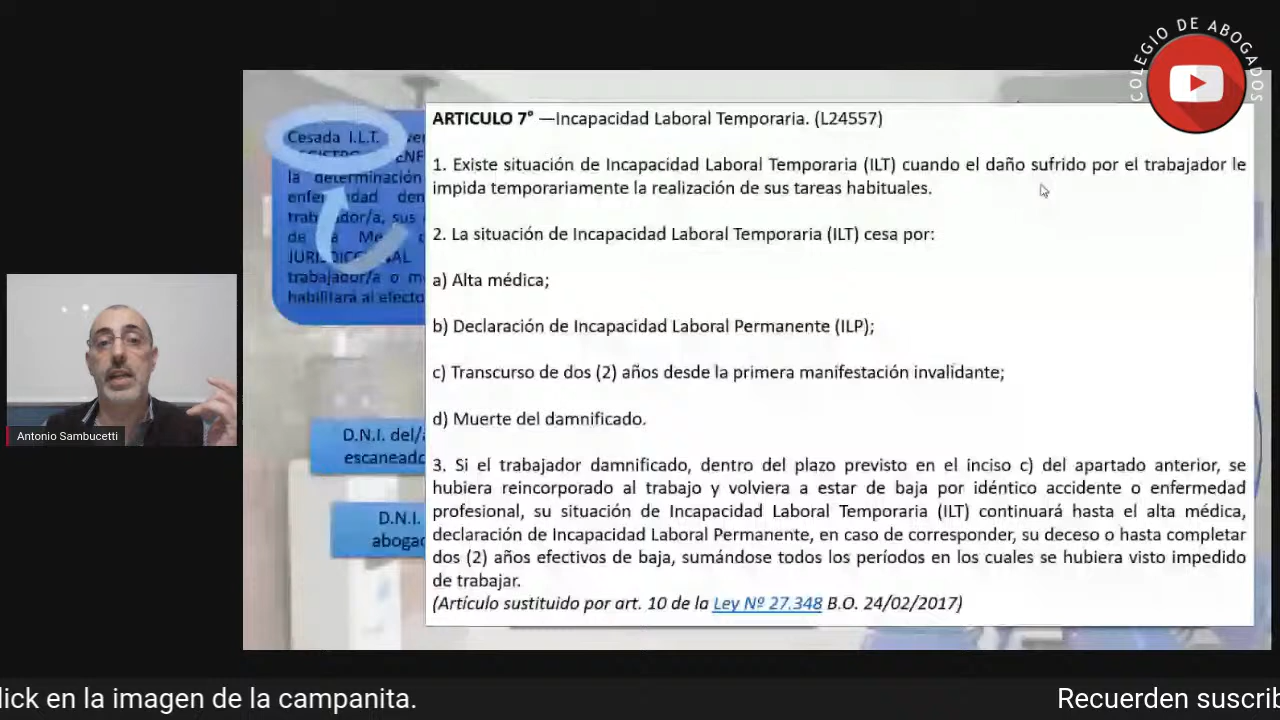 COLEGIO DE ABOGADOS
ARTICULO 7° —Incapacidad Laboral Temporaria. (L24557)
1. Existe situación de Incapacidad Laboral Temporaria (ILT) cuando el daño sufrido por el trabajador le
impida temporariamente la realización de sus tareas habituales.
2. La situación de Incapacidad Laboral Temporaria (ILT) cesa por:
a) Alta médica;
b) Declaración de Incapacidad Laboral Permanente (ILP);
c) Transcurso de dos (2) años desde la primera manifestación invalidante;
d) Muerte del damnificado.
3. Si el trabajador damnificado, dentro del plazo previsto en el inciso c) del apartado anterior, se
hubiera reincorporado al trabajo y volviera a estar de baja por idéntico accidente o enfermedad
profesional, su situación de Incapacidad Laboral Temporaria (ILT) continuará hasta el alta médica,
declaración de Incapacidad Laboral Permanente, en caso de corresponder, su deceso o hasta completar
dos (2) años efectivos de baja, sumándose todos los períodos en los cuales se hubiera visto impedido
de trabajar.
(Artículo sustituido por art. 10 de la Ley Nº 27.348 B.O. 24/02/2017)
Cesada I.L.T.
la determinación
trabajador/a o
habilitara al efecto
D.N.I. del/
escaneado
D.N.I.
Antonio Sambucetti
lick en la imagen de la campanita.
Recuerden suscrib